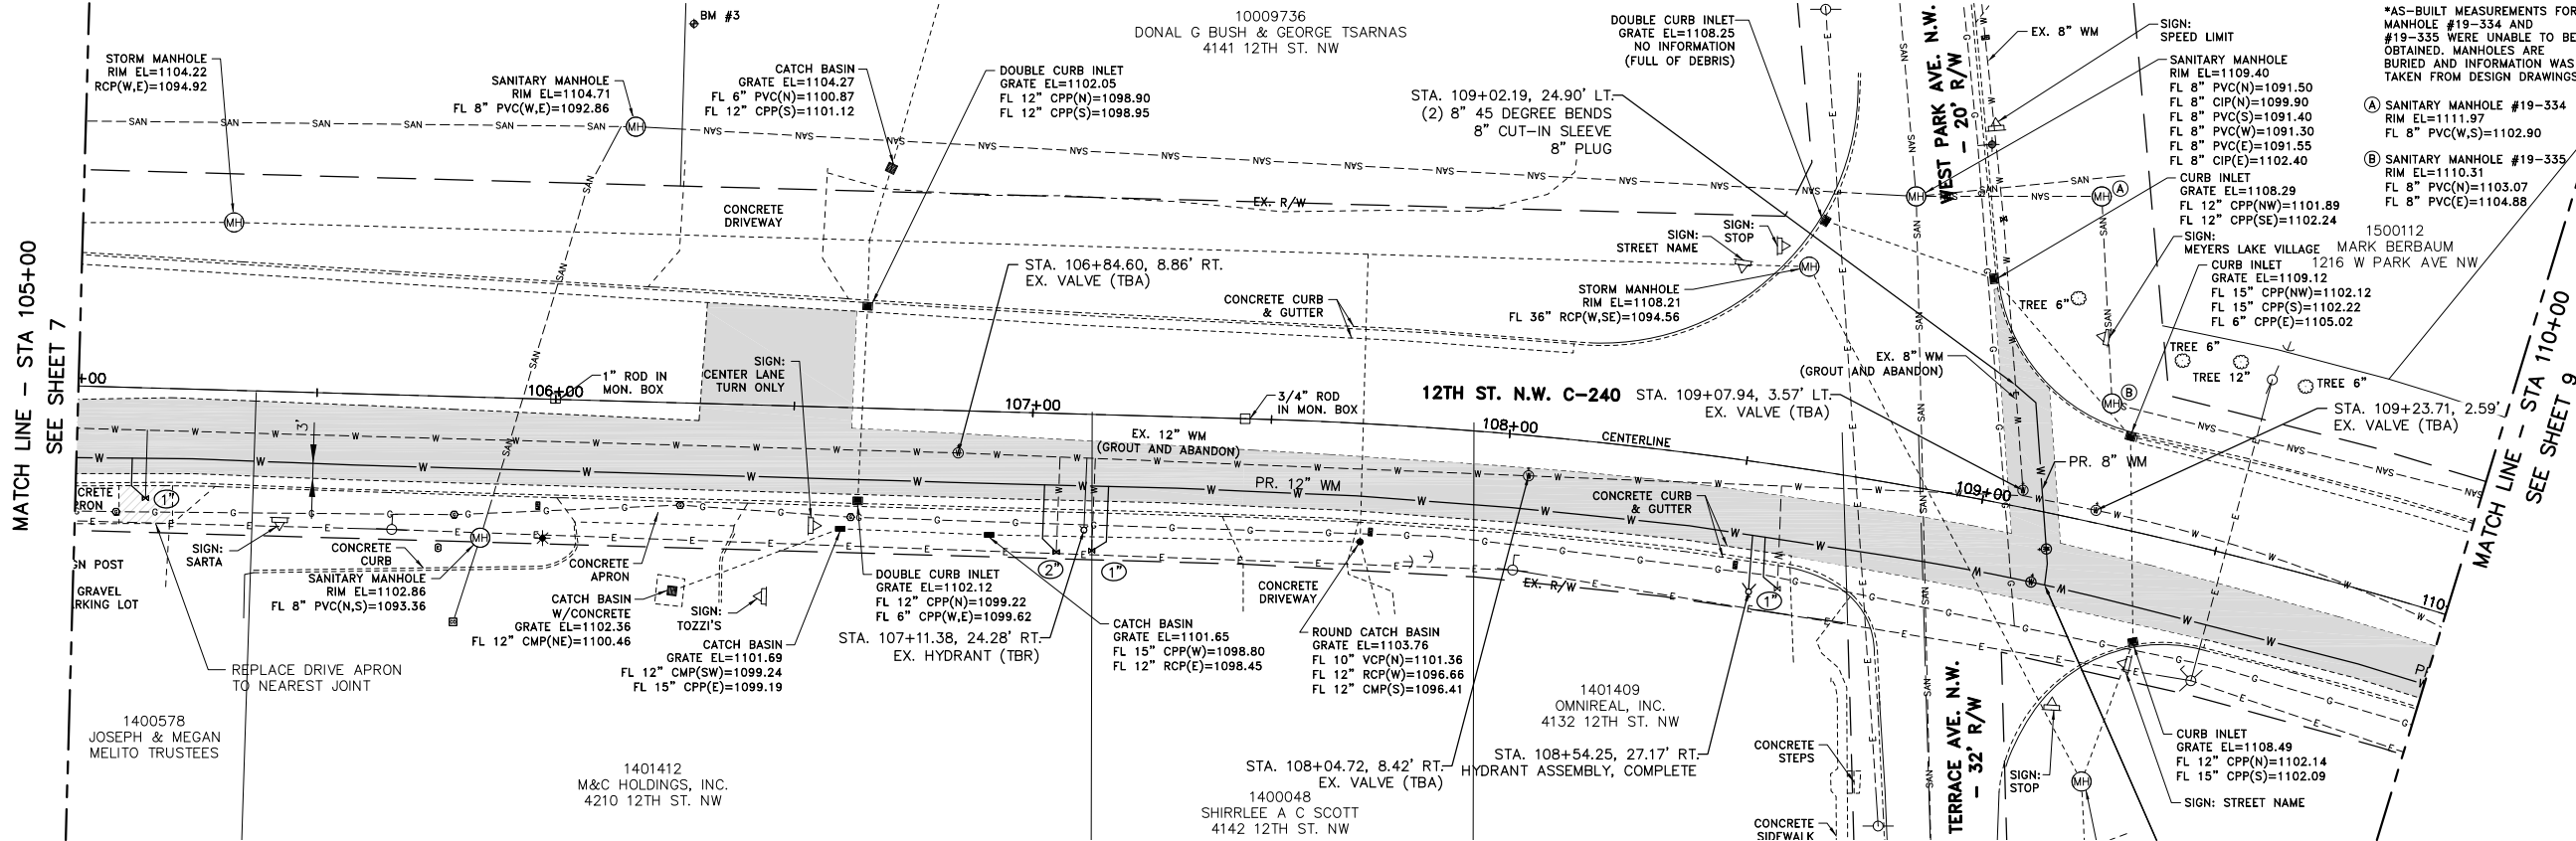 MATCH LINE - STA 105+00
SEE SHEET 7
STORM MANHOLE
RIM EL=1104.22
RCP(W,E)=1094.92
BM #3
SANITARY MANHOLE
RIM EL=1104.71
FL 8" PVC(W,E)=1092.86
CATCH BASIN
GRATE EL=1104.27
FL 6" PVC(N)=1100.87
FL 12" CPP(S)=1101.12
DOUBLE CURB INLET
GRATE EL=1102.05
FL 12" CPP(N)=1098.90
FL 12" CPP(S)=1098.95
10009736
DONAL G BUSH & GEORGE TSARNAS
4141 12TH ST. NW
DOUBLE CURB INLET
GRATE EL=1108.25
NO INFORMATION
(FULL OF DEBRIS)
STA. 109+02.19, 24.90' LT.
(2) 8" 45 DEGREE BENDS
8" CUT-IN SLEEVE
8" PLUG
WEST PARK AVE. N.W.
- 20' R/W
EX. 8" WM
SIGN:
SPEED LIMIT
SANITARY MANHOLE
RIM EL=1109.40
FL 8" PVC(N)=1091.50
FL 8" CIP(N)=1099.90
FL 8" PVC(S)=1091.40
FL 8" PVC(W)=1091.30
FL 8" PVC(E)=1091.55
FL 8" CIP(E)=1102.40
CURB INLET
GRATE EL=1108.29
FL 12" CPP(NW)=1101.89
FL 12" CPP(SE)=1102.24
SIGN:
MEYERS LAKE VILLAGE
CURB INLET
GRATE EL=1109.12
FL 15" CPP(NW)=1102.12
FL 15" CPP(S)=1102.22
FL 6" CPP(E)=1105.02
*AS-BUILT MEASUREMENTS FOR
MANHOLE #19-334 AND
#19-335 WERE UNABLE TO BE
OBTAINED. MANHOLES ARE
BURIED AND INFORMATION WAS
TAKEN FROM DESIGN DRAWINGS
A SANITARY MANHOLE #19-334
RIM EL=1111.97
FL 8" PVC(W,S)=1102.90
B SANITARY MANHOLE #19-335
RIM EL=1110.31
FL 8" PVC(N)=1103.07
FL 8" PVC(E)=1104.88
1500112
MARK BERBAUM
1216 W PARK AVE NW
CONCRETE
DRIVEWAY
EX. R/W
SIGN:
STREET NAME
SIGN:
STOP
STORM MANHOLE
RIM EL=1108.21
FL 36" RCP(W,SE)=1094.56
STA. 106+84.60, 8.86' RT.
EX. VALVE (TBA)
CONCRETE CURB
& GUTTER
TREE 6"
TREE 6"
TREE 12"
TREE 6"
A
B
MH
MH
MH
MH
MH
MH
MH
MH
SAN
W
G
E
+00
106+00
1" ROD IN
MON. BOX
SIGN:
CENTER LANE
TURN ONLY
107+00
3/4" ROD
IN MON. BOX
12TH ST. N.W. C-240
108+00
CENTERLINE
EX. 8" WM
(GROUT AND ABANDON)
STA. 109+07.94, 3.57' LT.
EX. VALVE (TBA)
STA. 109+23.71, 2.59'
EX. VALVE (TBA)
109+00
110
EX. 12" WM
(GROUT AND ABANDON)
PR. 12" WM
PR. 8" WM
CONCRETE CURB
& GUTTER
3'
CRETE
RON
1"
2"
1"
1"
SIGN:
SARTA
GN POST
GRAVEL
RKING LOT
CONCRETE
CURB
SANITARY MANHOLE
RIM EL=1102.86
FL 8" PVC(N,S)=1093.36
CONCRETE
APRON
CATCH BASIN
W/CONCRETE
GRATE EL=1102.36
FL 12" CMP(NE)=1100.46
SIGN:
TOZZI'S
CATCH BASIN
GRATE EL=1101.69
FL 12" CMP(SW)=1099.24
FL 15" CPP(E)=1099.19
DOUBLE CURB INLET
GRATE EL=1102.12
FL 12" CPP(N)=1099.22
FL 6" CPP(W,E)=1099.62
STA. 107+11.38, 24.28' RT.
EX. HYDRANT (TBR)
CATCH BASIN
GRATE EL=1101.65
FL 15" CPP(W)=1098.80
FL 12" RCP(E)=1098.45
CONCRETE
DRIVEWAY
ROUND CATCH BASIN
GRATE EL=1103.76
FL 10" VCP(N)=1101.36
FL 12" RCP(W)=1096.66
FL 12" CMP(S)=1096.41
EX. R/W
REPLACE DRIVE APRON
TO NEAREST JOINT
1400578
JOSEPH & MEGAN
MELITO TRUSTEES
1401412
M&C HOLDINGS, INC.
4210 12TH ST. NW
1401409
OMNIREAL, INC.
4132 12TH ST. NW
STA. 108+04.72, 8.42' RT.
EX. VALVE (TBA)
STA. 108+54.25, 27.17' RT.
HYDRANT ASSEMBLY, COMPLETE
1400048
SHIRRLEE A C SCOTT
4142 12TH ST. NW
CONCRETE
STEPS
CONCRETE
SIDEWALK
TERRACE AVE. N.W.
- 32' R/W
SIGN:
STOP
CURB INLET
GRATE EL=1108.49
FL 12" CPP(N)=1102.14
FL 15" CPP(S)=1102.09
SIGN: STREET NAME
MATCH LINE - STA 110+00
SEE SHEET 9